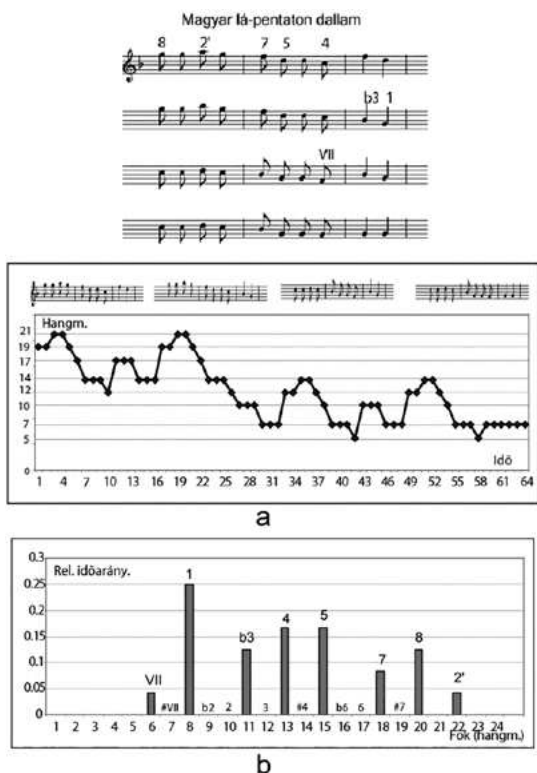 Magyar lá-pentaton dallam
8 2' 7 5 4
b3 1
VII
Hangm.
21
19
17
14
12
10
7
5
Idő
1 4 7 10 13 16 19 22 25 28 31 34 37 40 43 46 49 52 55 58 61 64
a
0.3
Rel. időarány.
0.25
0.2
0.15
0.1
0.05
0
1
5
4
b3
8
7
VII
2'
#VII b2 2 3 #4 b6 6 #7
1 2 3 4 5 6 7 8 9 10 11 12 13 14 15 16 17 18 19 20 21 22 23 24
Fok (hangm.)
b